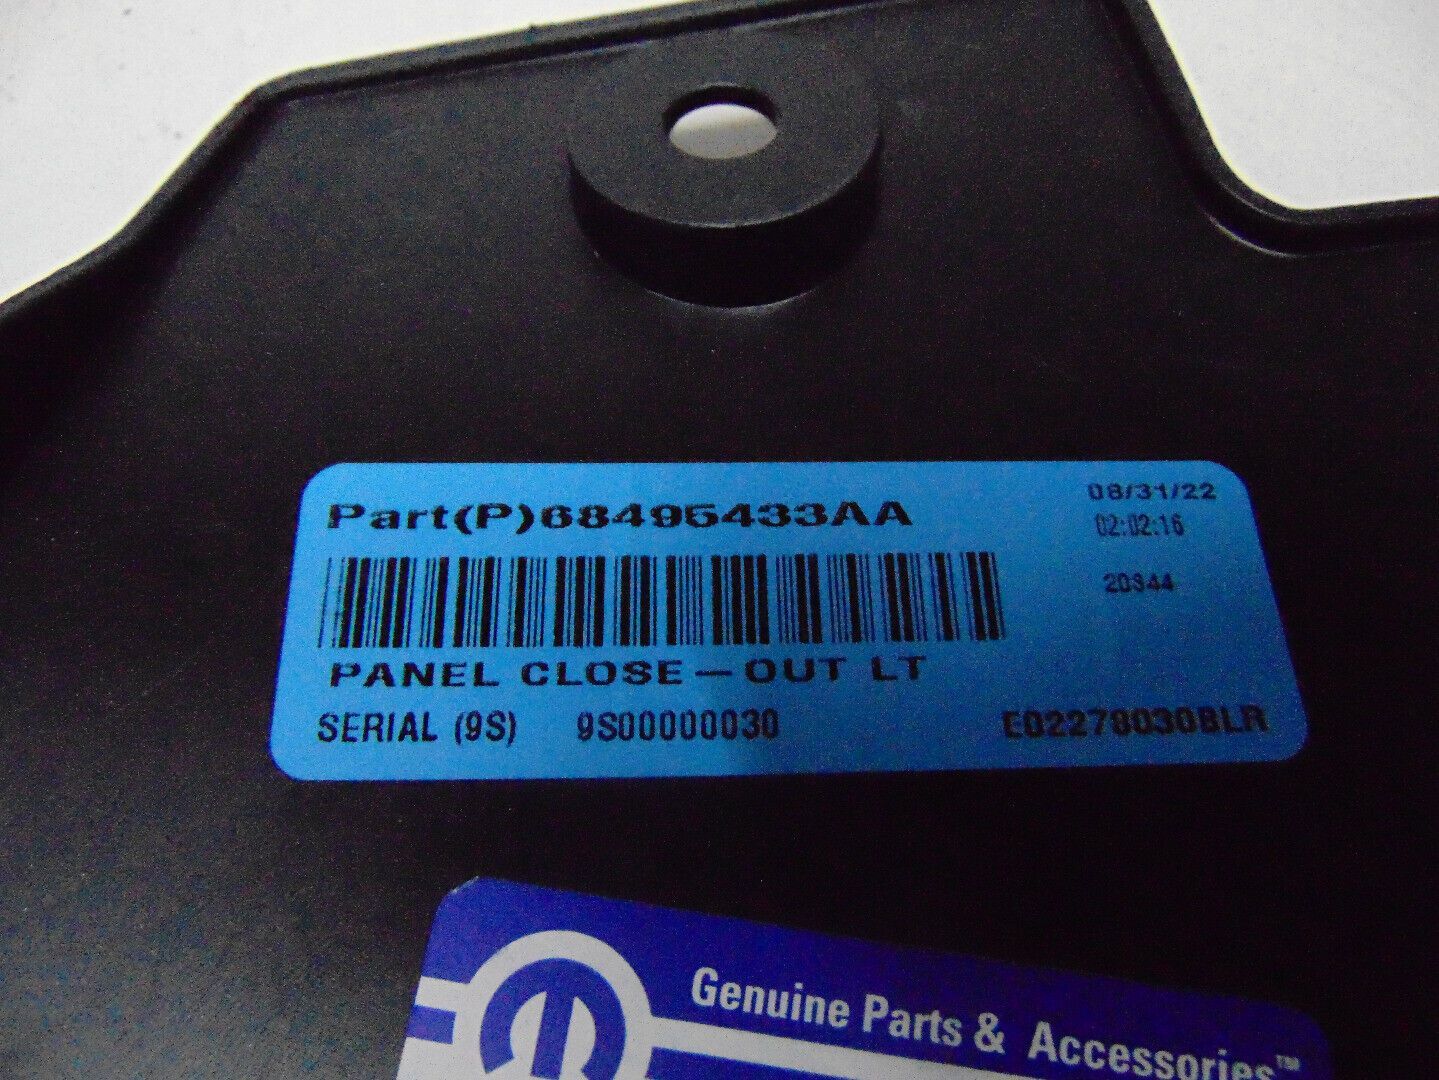 Part(P)68495433AA
08/31/22
02:02:16
20344
PANEL CLOSE-OUT LT
SERIAL (9S) 9S00000030
E02278030BLR
Genuine Parts & Accessories™